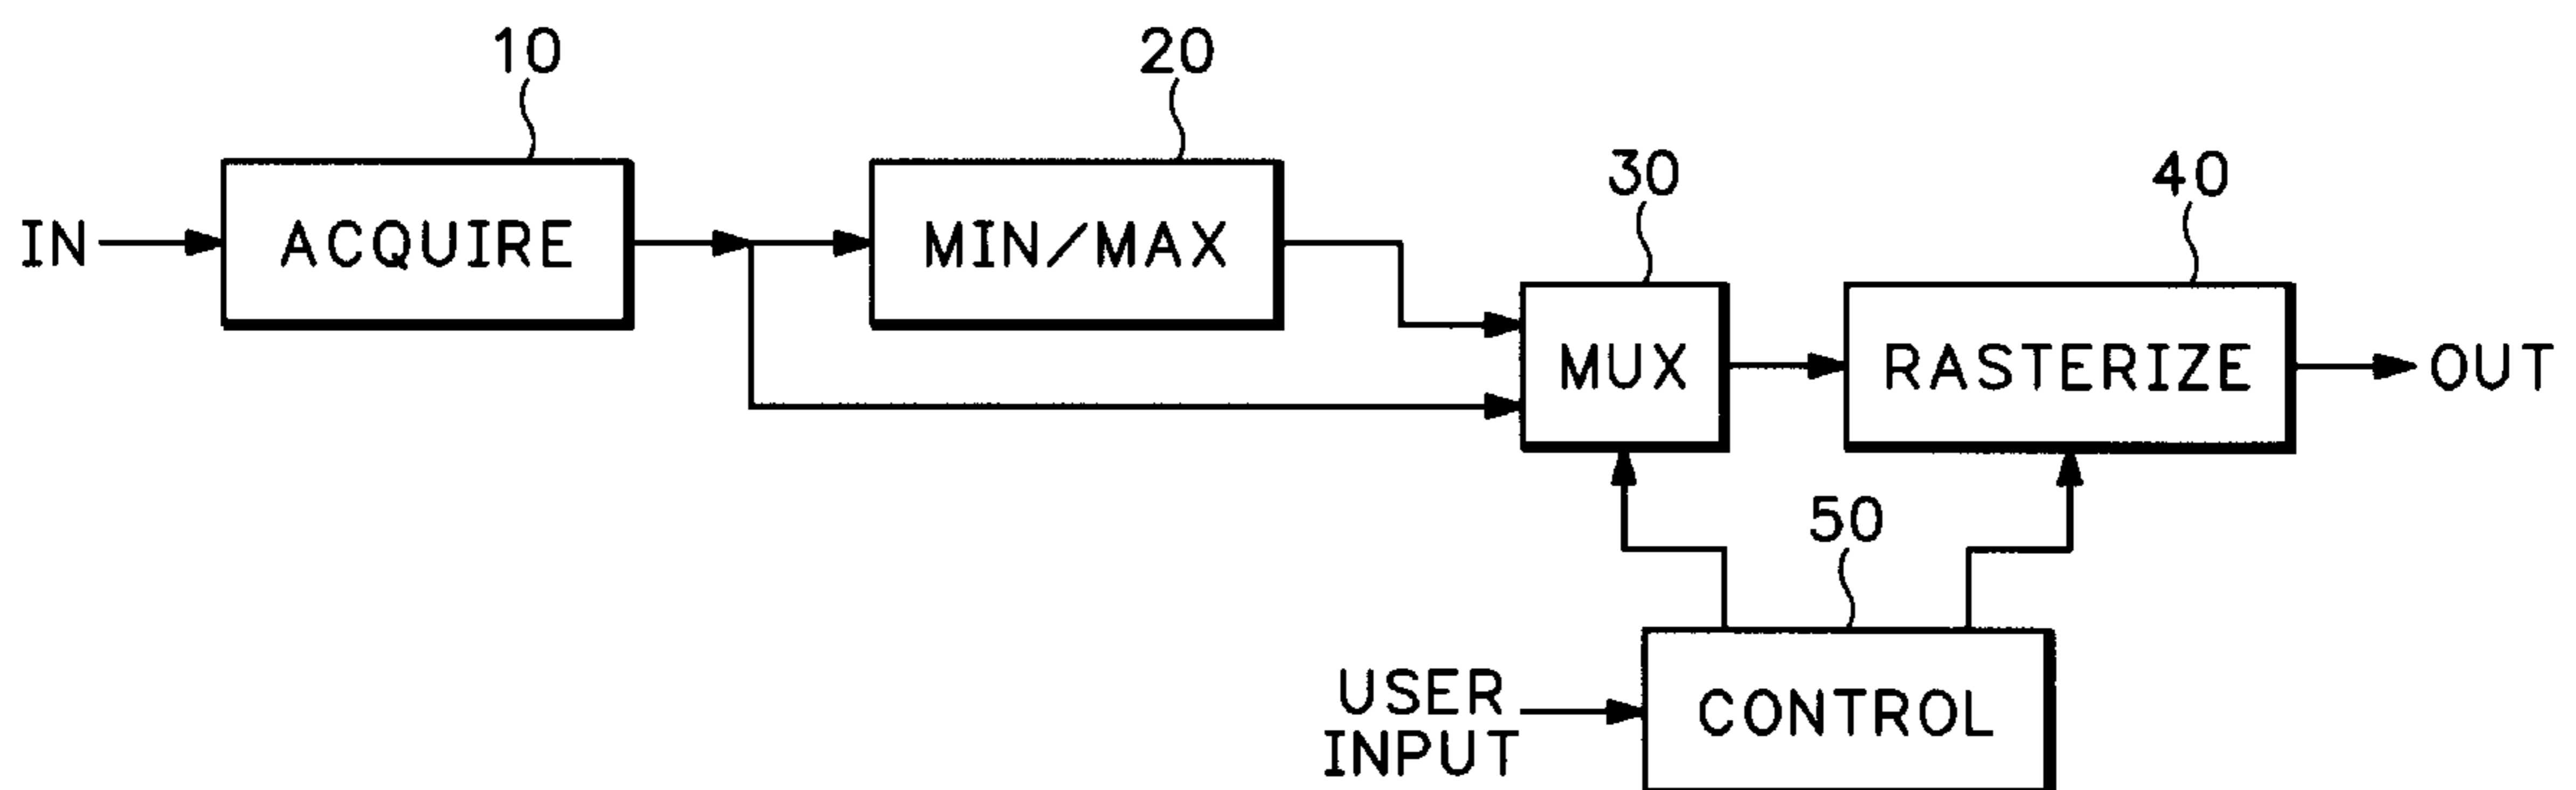 10
20
30
40
IN
ACQUIRE
MIN/MAX
MUX
RASTERIZE
OUT
50
USER
INPUT
CONTROL